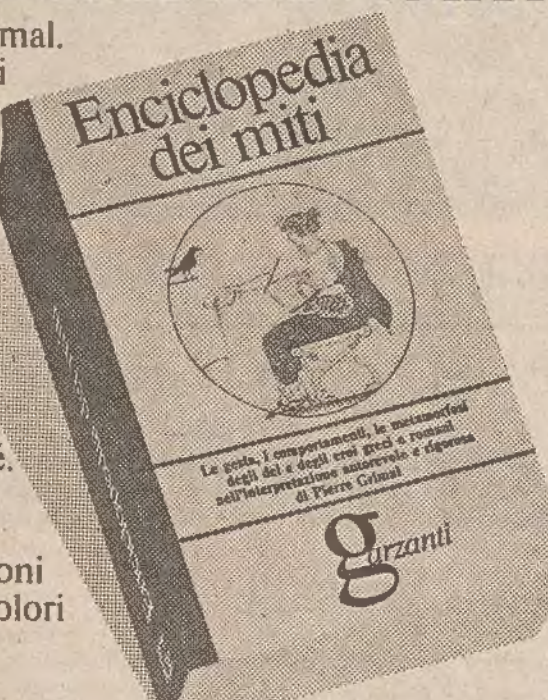 mal.
i
Enciclopedia
dei miti
Le gesta, i comportamenti, le metamorfosi
degli dei e degli eroi greci e romani
nell'interpretazione autorevole e rigorosa
di Pierre Grimal
garzanti
e.
oni
olori